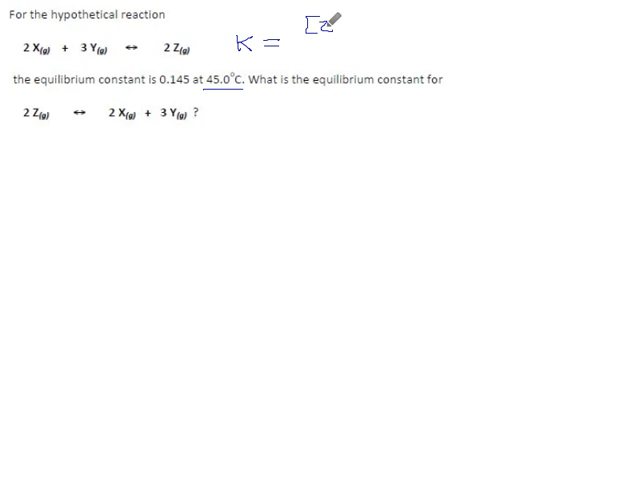 For the hypothetical reaction
2 X(g) + 3 Y(g) ↔ 2 Z(g)
K = [z
the equilibrium constant is 0.145 at 45.0°C. What is the equilibrium constant for
2 Z(g) ↔ 2 X(g) + 3 Y(g) ?